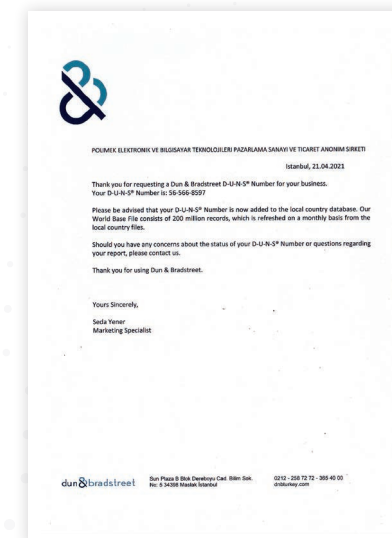 POLIMEK ELEKTRONIK VE BILGISAYAR TEKNOLOJILERI PAZARLAMA SANAYI VE TICARET ANONIM SIRKETI
Istanbul, 21.04.2021
Thank you for requesting a Dun & Bradstreet D-U-N-S® Number for your business.
Your D-U-N-S® Number is: 56-566-8597
Please be advised that your D-U-N-S® Number is now added to the local country database. Our
World Base File consists of 200 million records, which is refreshed on a monthly basis from the
local country files.
Should you have any concerns about the status of your D-U-N-S® Number or questions regarding
your report, please contact us.
Thank you for using Dun & Bradstreet.
Yours Sincerely,
Seda Yener
Marketing Specialist
dun & bradstreet
Sun Plaza B Blok Dereboyu Cad. Bilim Sok.
No: 5 34398 Maslak İstanbul
0212 - 258 72 72 - 365 40 00
dnbturkey.com